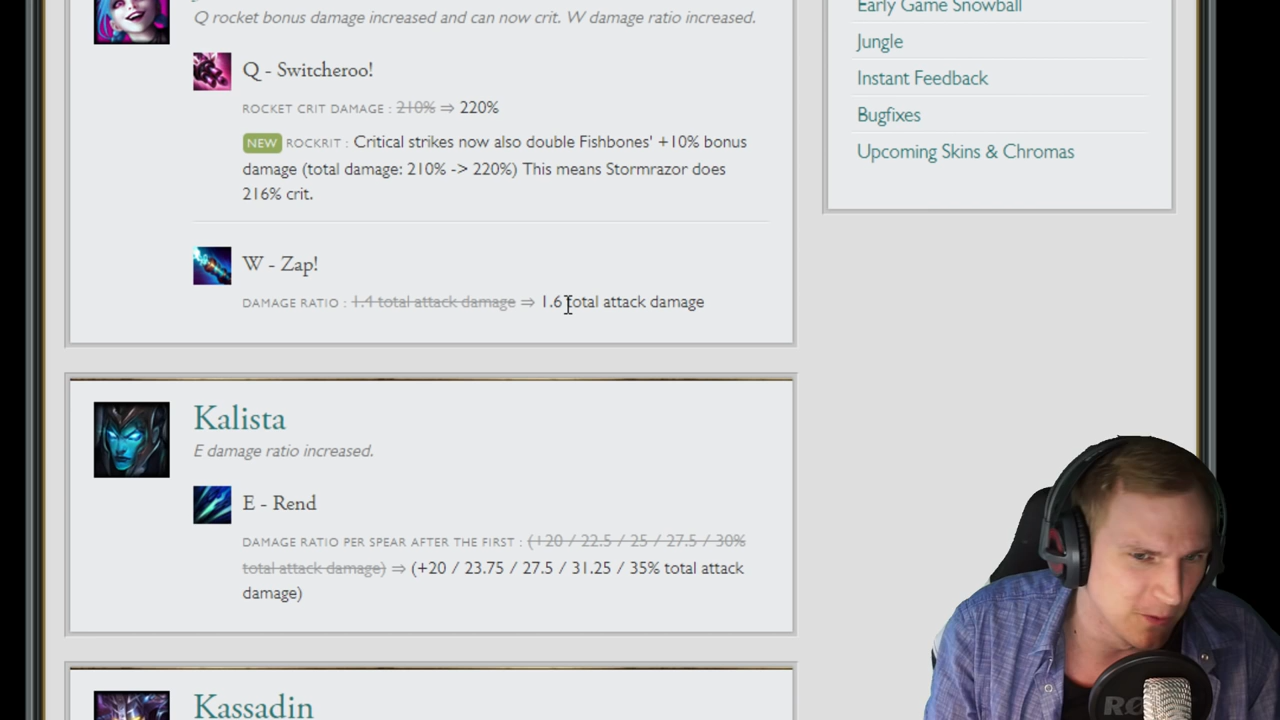 Early Game Snowball
Q rocket bonus damage increased and can now crit. W damage ratio increased.
Jungle
Q - Switcheroo!
Instant Feedback
ROCKET CRIT DAMAGE : 210% ⇒ 220%
Bugfixes
NEW ROCKRIT : Critical strikes now also double Fishbones' +10% bonus
Upcoming Skins & Chromas
damage (total damage: 210% -> 220%) This means Stormrazor does
216% crit.
W - Zap!
DAMAGE RATIO : 1.4 total attack damage ⇒ 1.6 total attack damage
Kalista
E damage ratio increased.
E - Rend
DAMAGE RATIO PER SPEAR AFTER THE FIRST : (+20 / 22.5 / 25 / 27.5 / 30%
total attack damage) ⇒ (+20 / 23.75 / 27.5 / 31.25 / 35% total attack
damage)
Kassadin